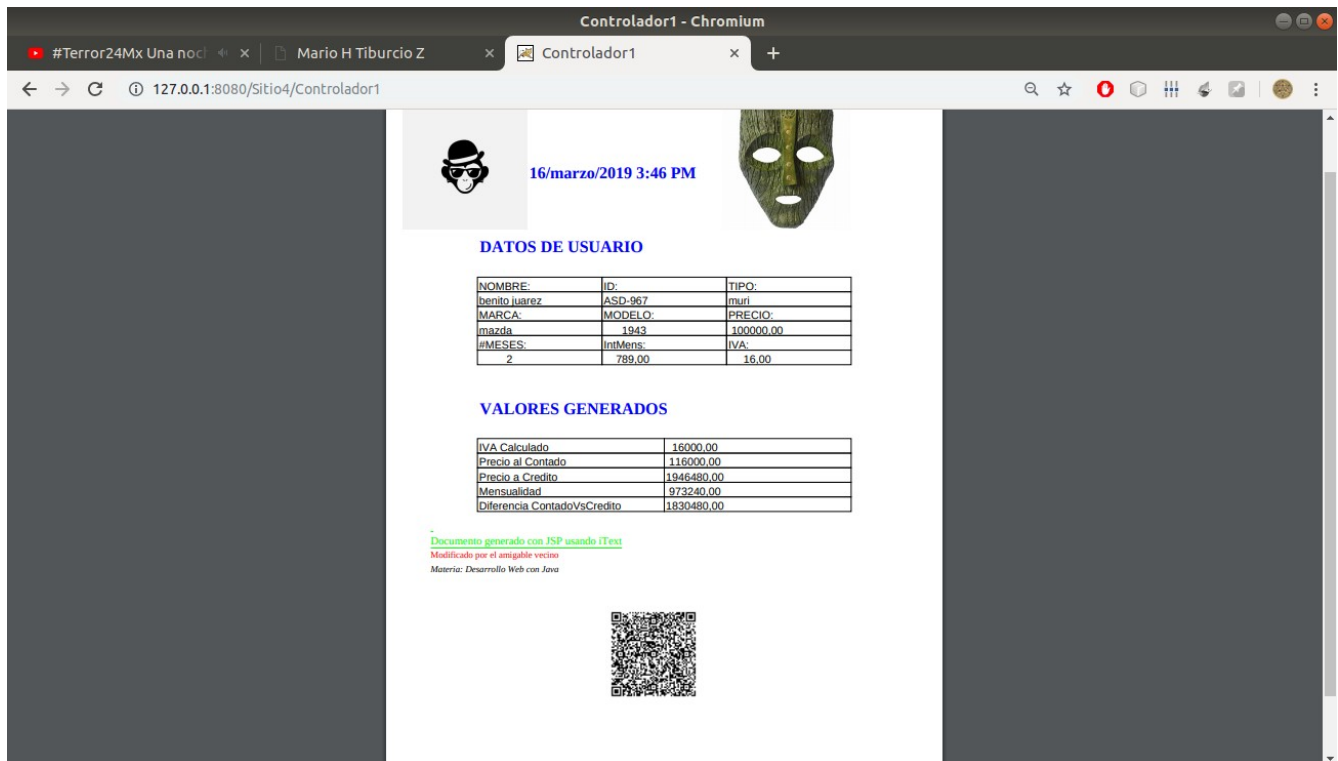 Controlador1 - Chromium
#Terror24Mx Una noc
Mario H Tiburcio Z
Controlador1
127.0.0.1:8080/Sitio4/Controlador1
16/marzo/2019 3:46 PM
DATOS DE USUARIO
NOMBRE: ID: TIPO:
benito juarez ASD-967 muri
MARCA: MODELO: PRECIO:
mazda 1943 100000,00
#MESES: IntMens: IVA:
2 789,00 16,00
VALORES GENERADOS
IVA Calculado 16000,00
Precio al Contado 116000,00
Precio a Credito 1946480,00
Mensualidad 973240,00
Diferencia ContadoVsCredito 1830480,00
Documento generado con JSP usando iText
Modificado por el amigable vecino
Materia: Desarrollo Web con Java